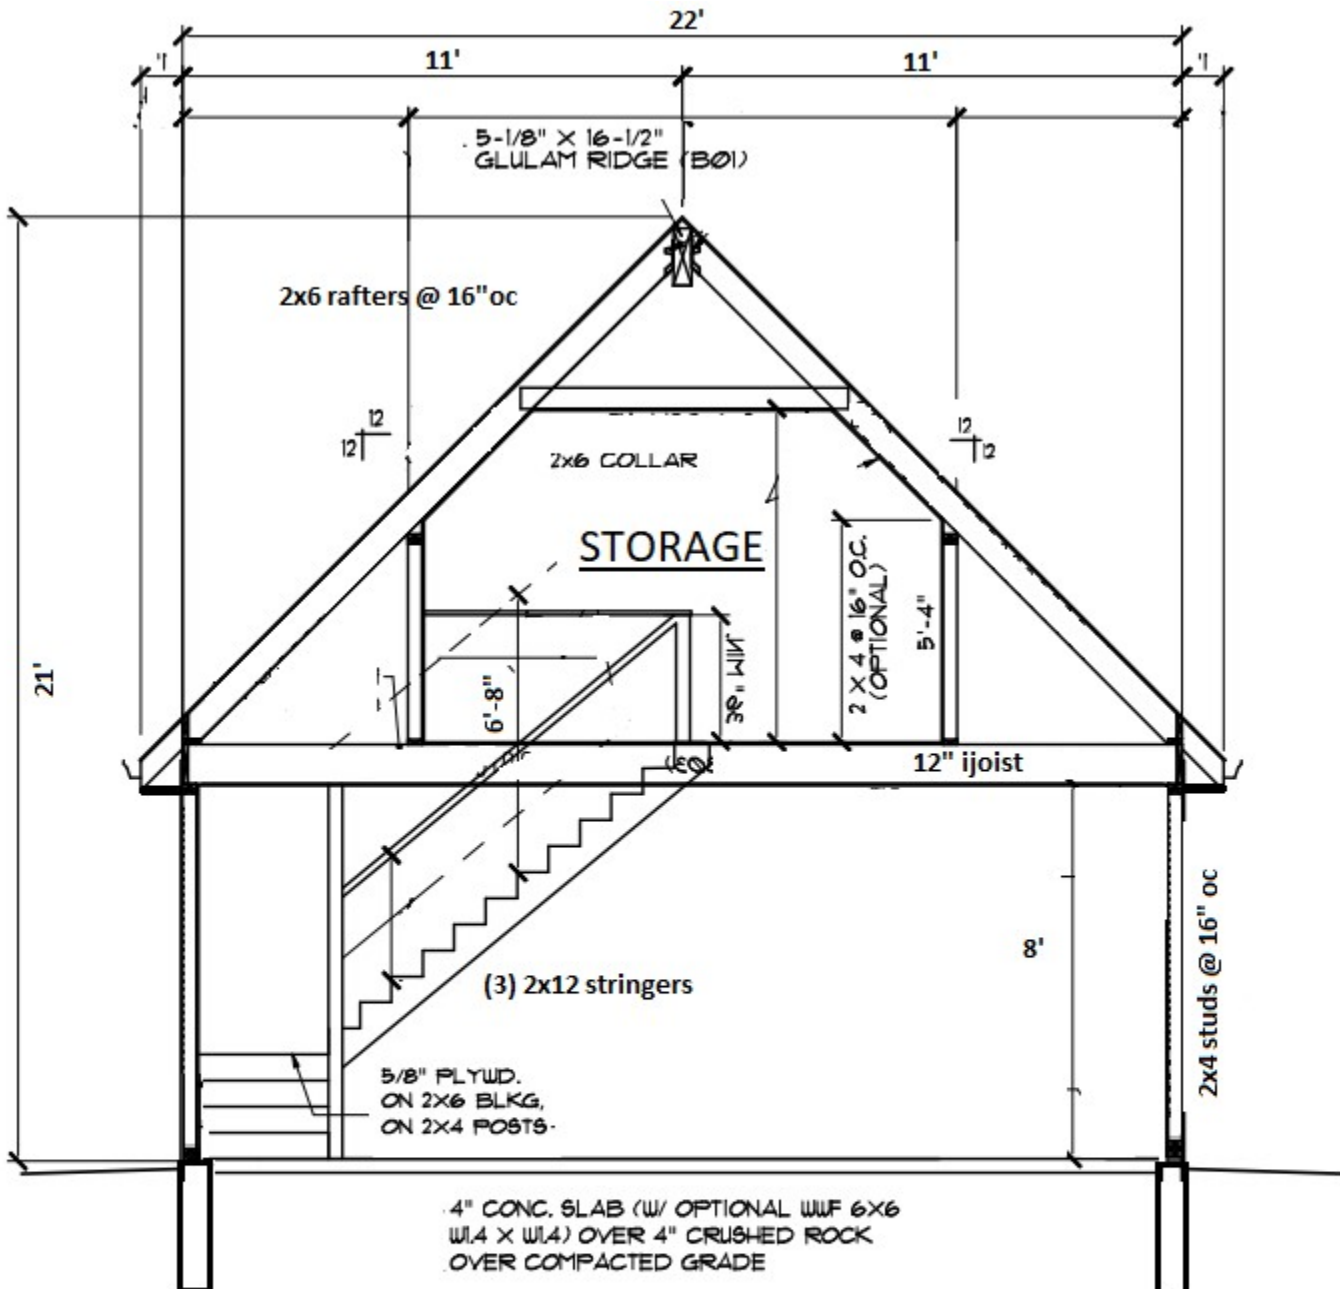 22'
11'
11'
1'
1'
5-1/8" X 16-1/2"
GLULAM RIDGE (BØ1)
2x6 rafters @ 16"oc
12
12
12
12
2x6 COLLAR
STORAGE
2 X 4 @ 16" O.C.
(OPTIONAL)
5'-4"
36" MIN.
6'-8"
21'
12" ijoist
8'
2x4 studs @ 16" oc
(3) 2x12 stringers
5/8" PLYWD.
ON 2X6 BLKG,
ON 2X4 POSTS
4" CONC. SLAB (W/ OPTIONAL WWF 6X6
W1.4 X W1.4) OVER 4" CRUSHED ROCK
OVER COMPACTED GRADE